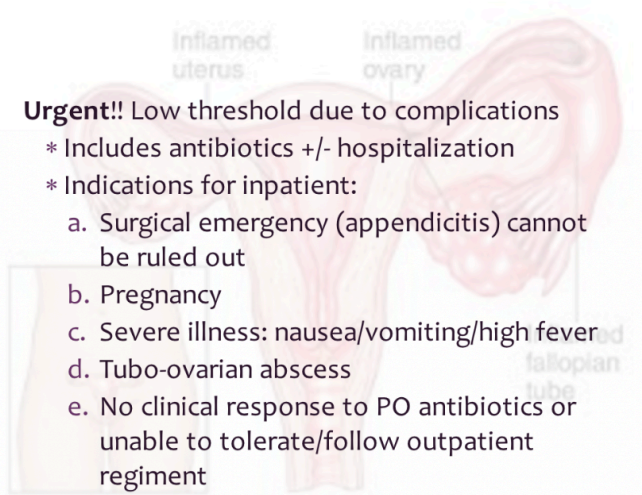 Inflamed Inflamed
uterus ovary
Urgent!! Low threshold due to complications
* Includes antibiotics +/- hospitalization
* Indications for inpatient:
a. Surgical emergency (appendicitis) cannot
be ruled out
b. Pregnancy
c. Severe illness: nausea/vomiting/high fever
d. Tubo-ovarian abscess
fallopian
tube
e. No clinical response to PO antibiotics or
unable to tolerate/follow outpatient
regiment